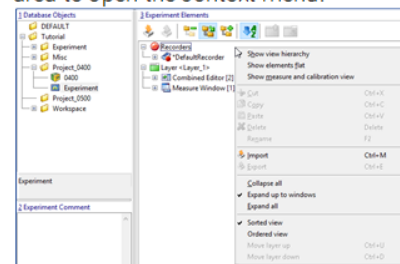 area to open the context menu.
1 Database Objects
DEFAULT
Tutorial
Experiment
Misc
Project_0400
0400
Experiment
Project_0500
Workspace
Experiment
2 Experiment Comment
3 Experiment Elements
Recorders
*DefaultRecorder
Layer <Layer_1>
Combined Editor [2]
Measure Window [1]
Show view hierarchy
Show elements flat
Show measure and calibration view
Cut Ctrl+X
Copy Ctrl+C
Paste Ctrl+V
Delete Delete
Rename F2
Import Ctrl+M
Export Ctrl+E
Collapse all
Expand up to windows
Expand all
Sorted view
Ordered view
Move layer up Ctrl+U
Move layer down Ctrl+D